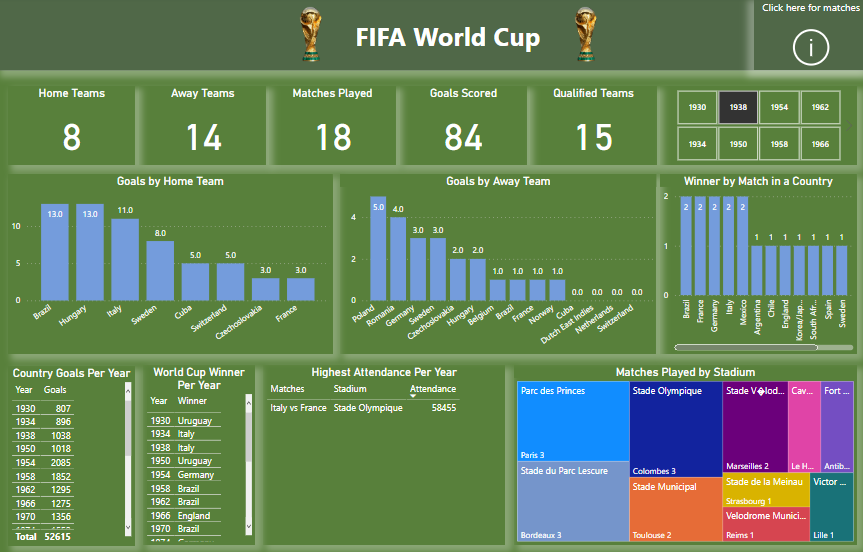 Click here for matches
FIFA World Cup
Home Teams
8
Away Teams
14
Matches Played
18
Goals Scored
84
Qualified Teams
15
1930 1938 1954 1962
1934 1950 1958 1966
Goals by Home Team
10
5
0
13.0 13.0 11.0 8.0 5.0 5.0 3.0 3.0
Brazil Hungary Italy Sweden Cuba Switzerland Czechoslovakia France
Goals by Away Team
4
2
0
5.0 4.0 3.0 3.0 2.0 2.0 1.0 1.0 1.0 1.0 0.0 0.0 0.0 0.0
Poland Romania Germany Sweden Czechoslovakia Hungary Belgium Brazil France Norway Cuba Dutch East Indies Netherlands Switzerland
Winner by Match in a Country
2
1
0
2 2 2 2 2 1 1 1 1 1 1 1
Brazil France Germany Italy Mexico Argentina Chile England Korea/Jap... South Afr... Spain Sweden
Country Goals Per Year
Year Goals
1930 807
1934 896
1938 1038
1950 1018
1954 2085
1958 1852
1962 1295
1966 1275
1970 1356
Total 52615
World Cup Winner
Per Year
Year Winner
1930 Uruguay
1934 Italy
1938 Italy
1950 Uruguay
1954 Germany
1958 Brazil
1962 Brazil
1966 England
1970 Brazil
Highest Attendance Per Year
Matches Stadium Attendance
Italy vs France Stade Olympique 58455
Matches Played by Stadium
Parc des Princes
Paris 3
Stade du Parc Lescure
Bordeaux 3
Stade Olympique
Colombes 3
Stade Municipal
Toulouse 2
Stade V�lod...
Marseilles 2
Cav...
Le H...
Fort ...
Antib...
Stade de la Meinau
Strasbourg 1
Velodrome Munici...
Reims 1
Victor ...
Lille 1